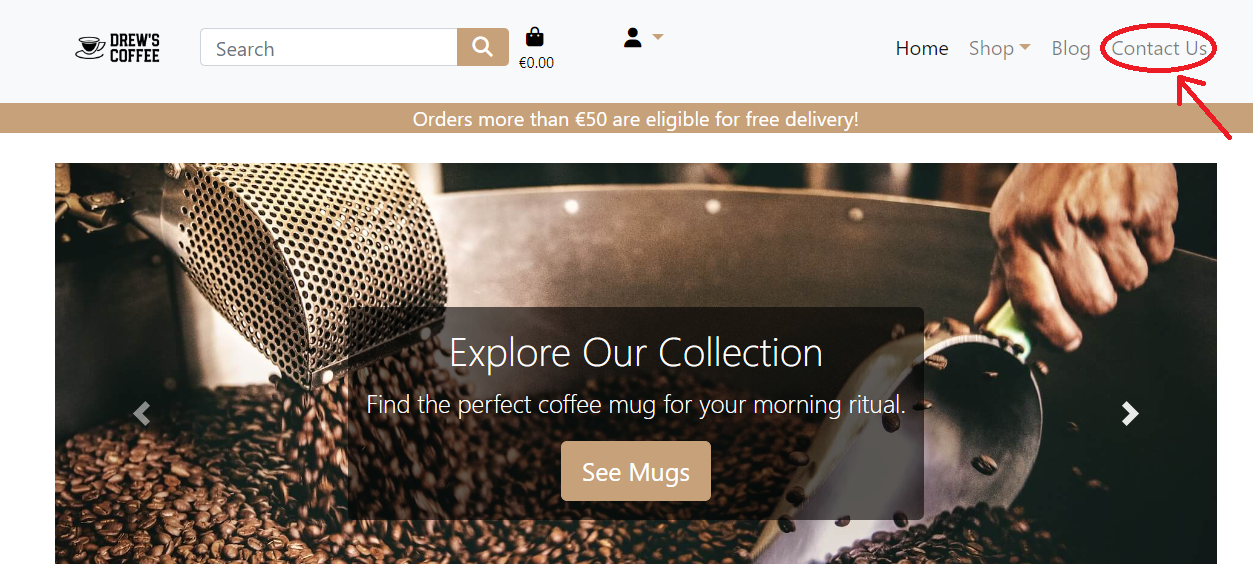 DREW'S
COFFEE
Search
€0.00
Home Shop Blog Contact Us
Orders more than €50 are eligible for free delivery!
Explore Our Collection
Find the perfect coffee mug for your morning ritual.
See Mugs